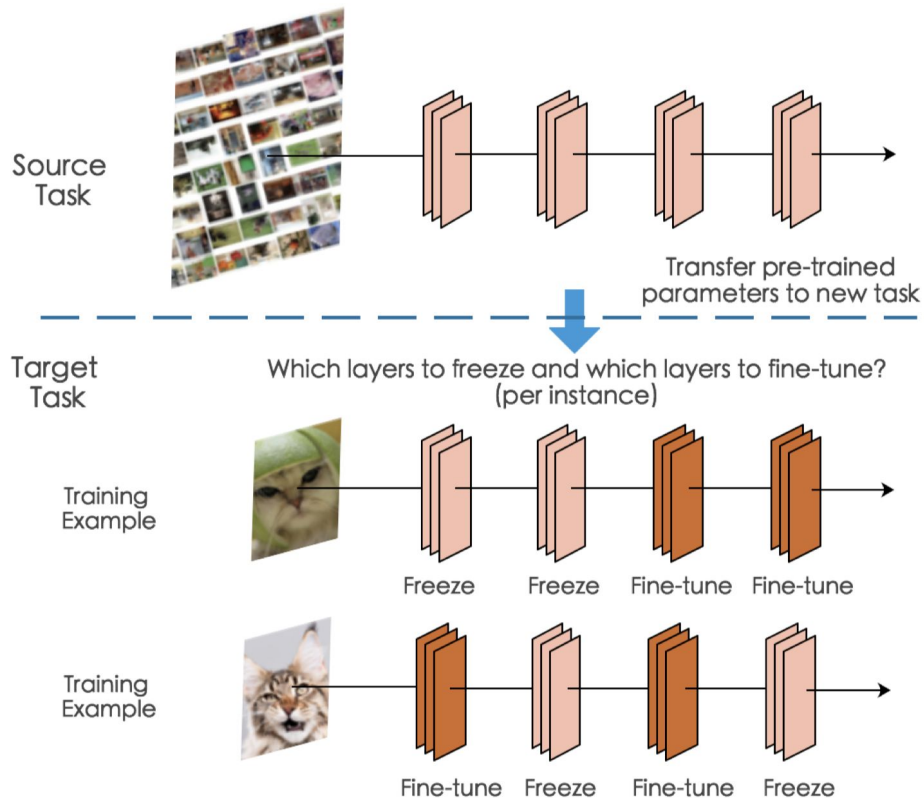 Source
Task
Transfer pre-trained
parameters to new task
Target
Task
Which layers to freeze and which layers to fine-tune?
(per instance)
Training
Example
Freeze Freeze Fine-tune Fine-tune
Training
Example
Fine-tune Freeze Fine-tune Freeze